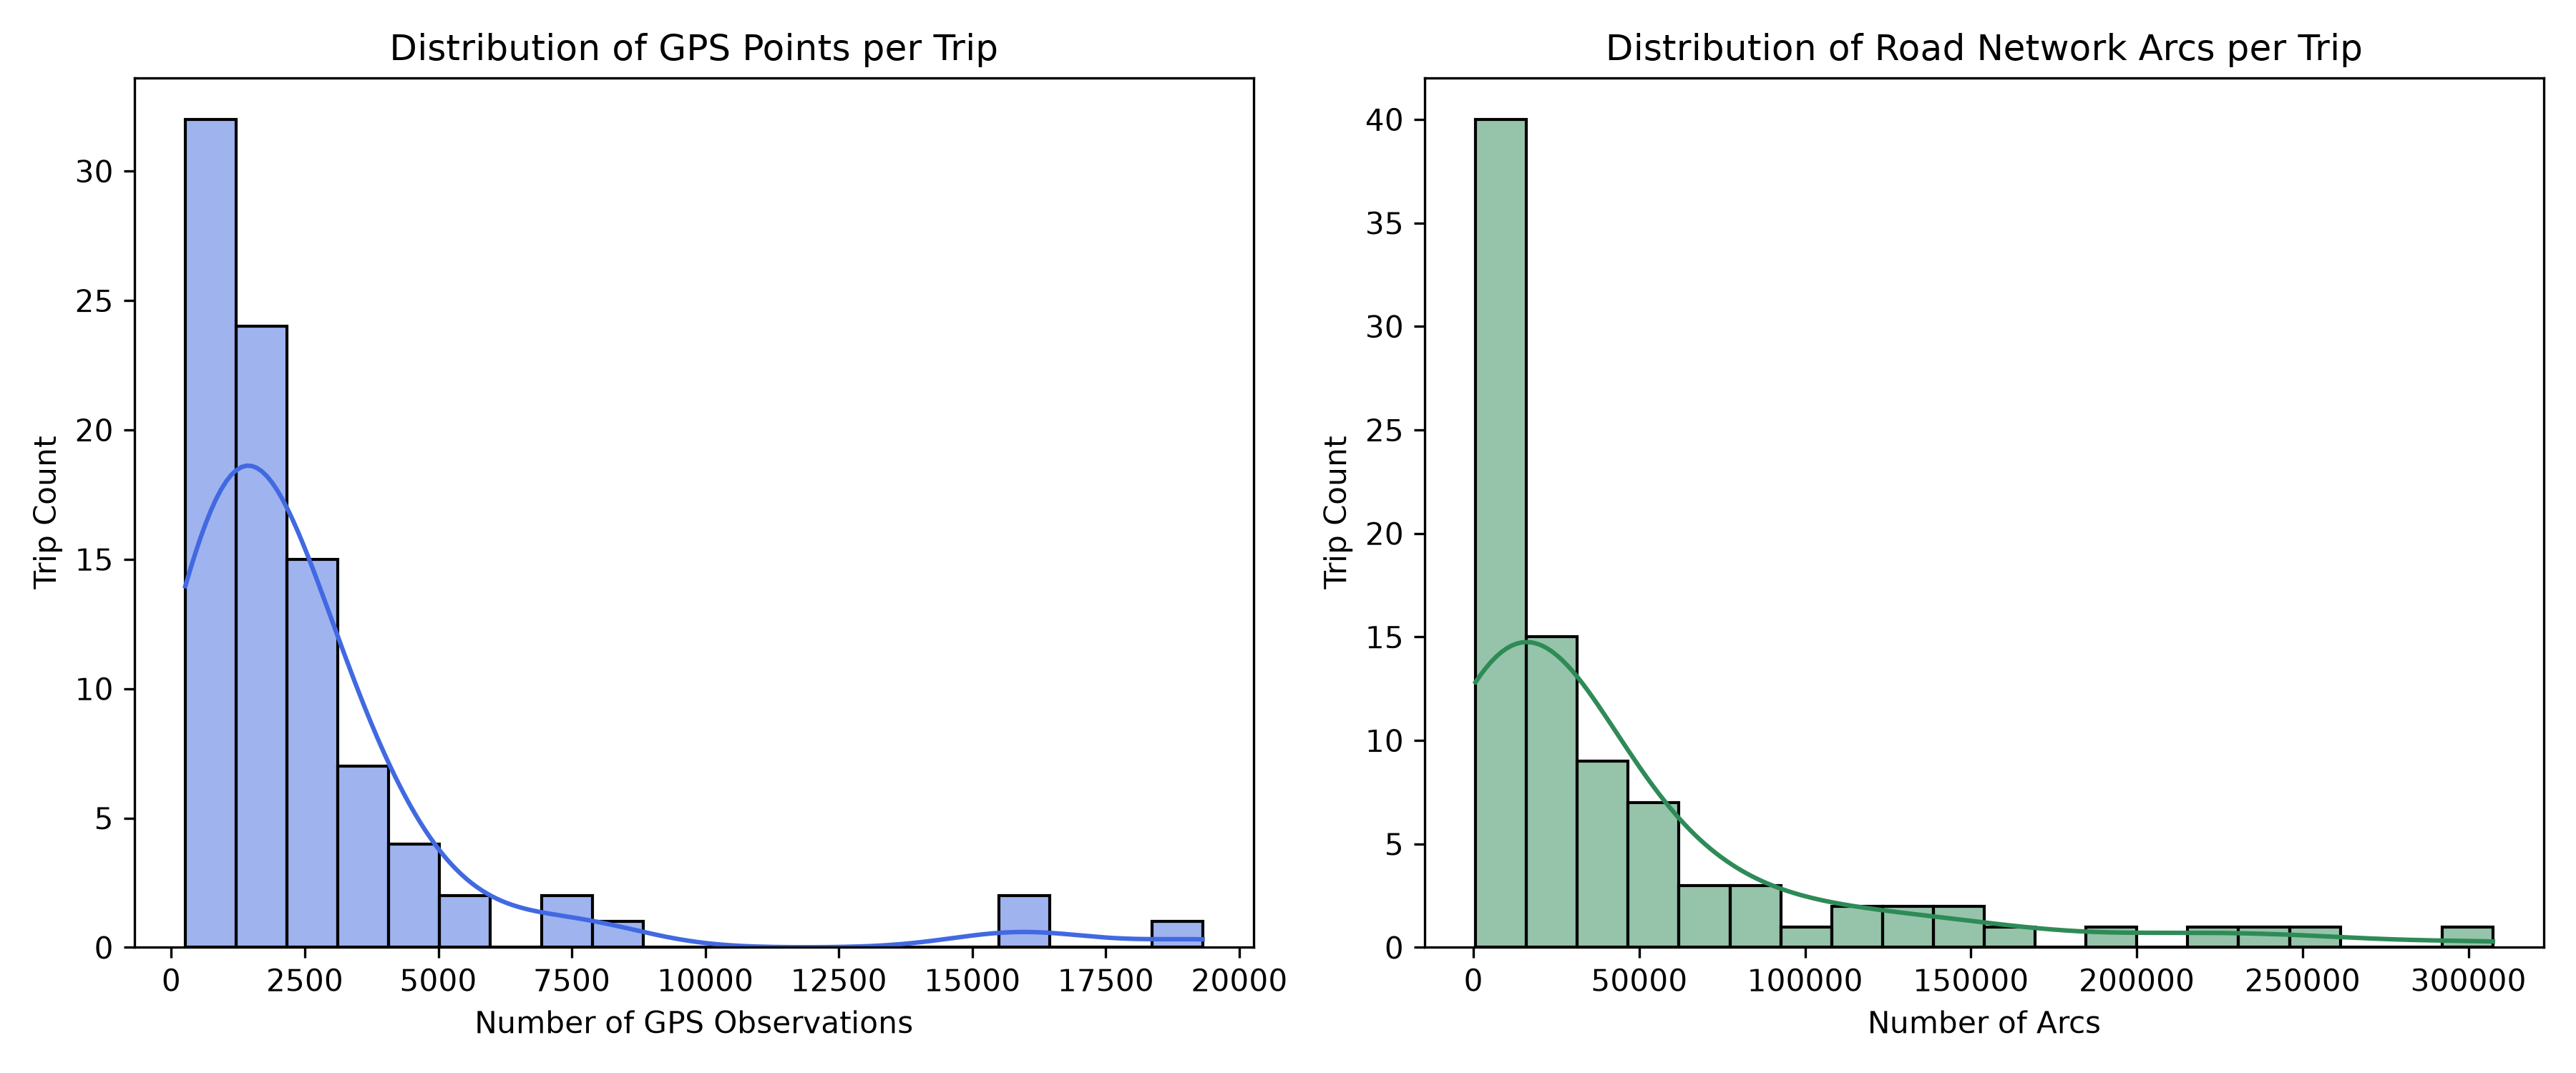 Distribution of GPS Points per Trip
Trip Count
30
25
20
15
10
5
0
0 2500 5000 7500 10000 12500 15000 17500 20000
Number of GPS Observations
Distribution of Road Network Arcs per Trip
Trip Count
40
35
30
25
20
15
10
5
0
0 50000 100000 150000 200000 250000 300000
Number of Arcs